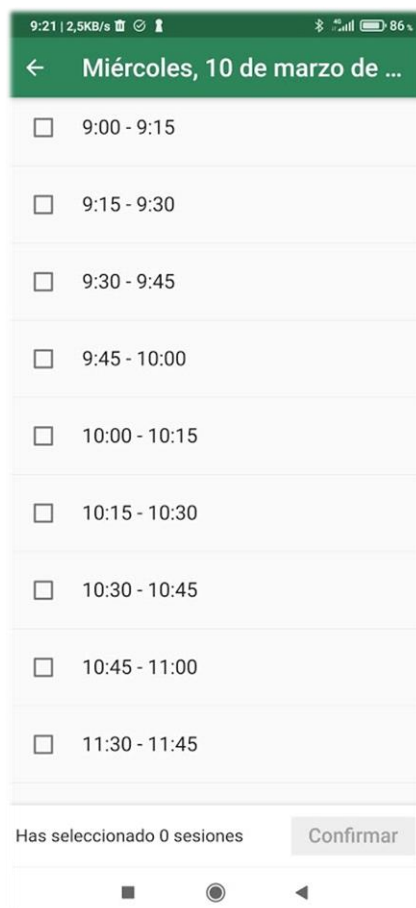 9:21 | 2,5KB/s 4G 86%
Miércoles, 10 de marzo de ...
9:00 - 9:15
9:15 - 9:30
9:30 - 9:45
9:45 - 10:00
10:00 - 10:15
10:15 - 10:30
10:30 - 10:45
10:45 - 11:00
11:30 - 11:45
Has seleccionado 0 sesiones Confirmar